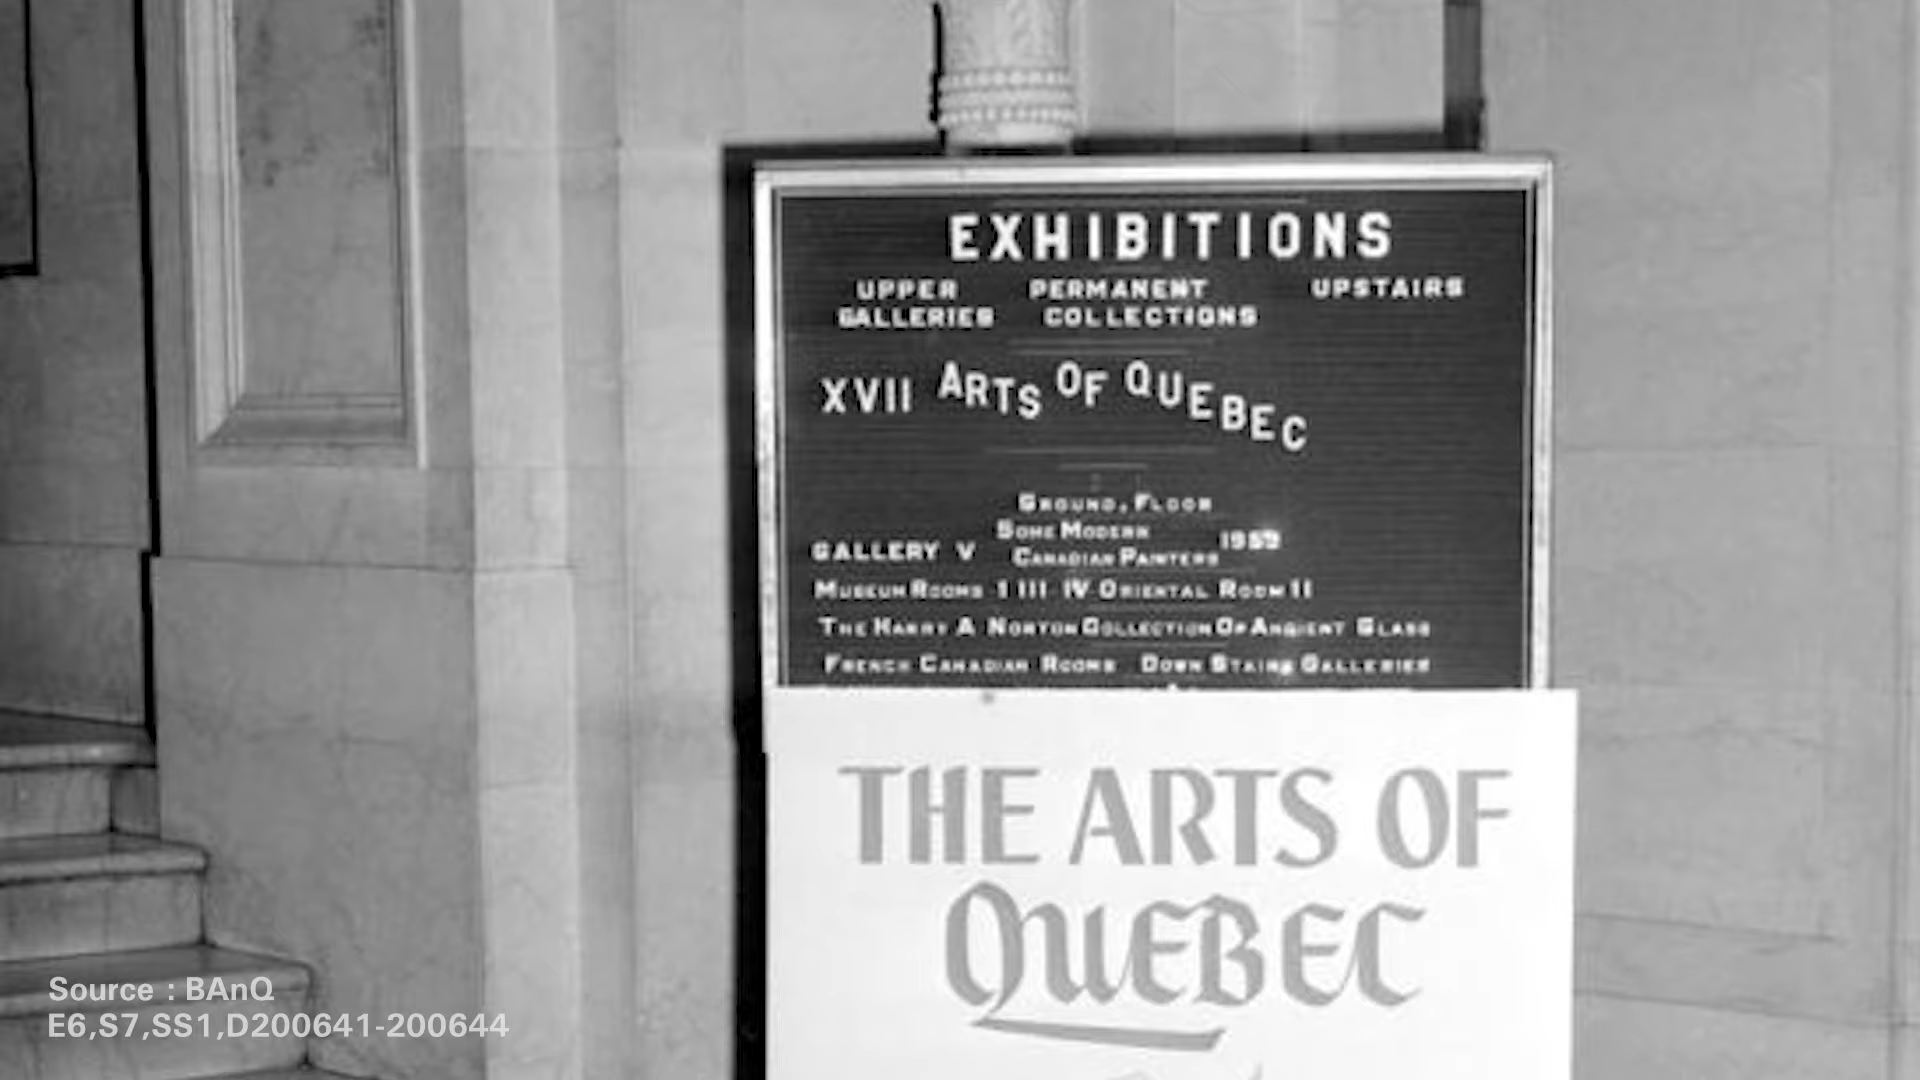 EXHIBITIONS
UPPER PERMANENT UPSTAIRS
GALLERIES COLLECTIONS
XVII ARTS OF QUEBEC
GROUND, FLOOR
SOME MODERN
GALLERY V CANADIAN PAINTERS 1959
MUSEUM ROOMS I III IV ORIENTAL ROOM II
THE HARRY A NORTON COLLECTION OF ANCIENT GLASS
FRENCH CANADIAN ROOMS DOWN STAIRS GALLERIES
THE ARTS OF
QUEBEC
Source : BAnQ
E6,S7,SS1,D200641-200644